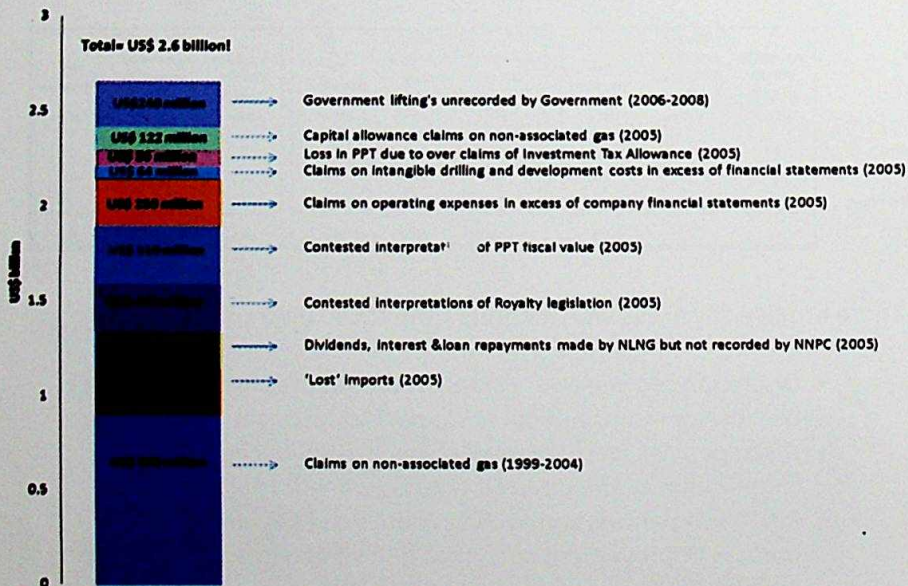 3
Total= US$ 2.6 billion!
2.5
Government lifting's unrecorded by Government (2006-2008)
US$ 122 million
Capital allowance claims on non-associated gas (2005)
Loss in PPT due to over claims of Investment Tax Allowance (2005)
Claims on intangible drilling and development costs in excess of financial statements (2005)
2
US$ million
Claims on operating expenses in excess of company financial statements (2005)
Contested interpretati of PPT fiscal value (2005)
US$ billion
1.5
Contested interpretations of Royalty legislation (2005)
Dividends, interest &loan repayments made by NLNG but not recorded by NNPC (2005)
'Lost' imports (2005)
1
Claims on non-associated gas (1999-2004)
0.5
0